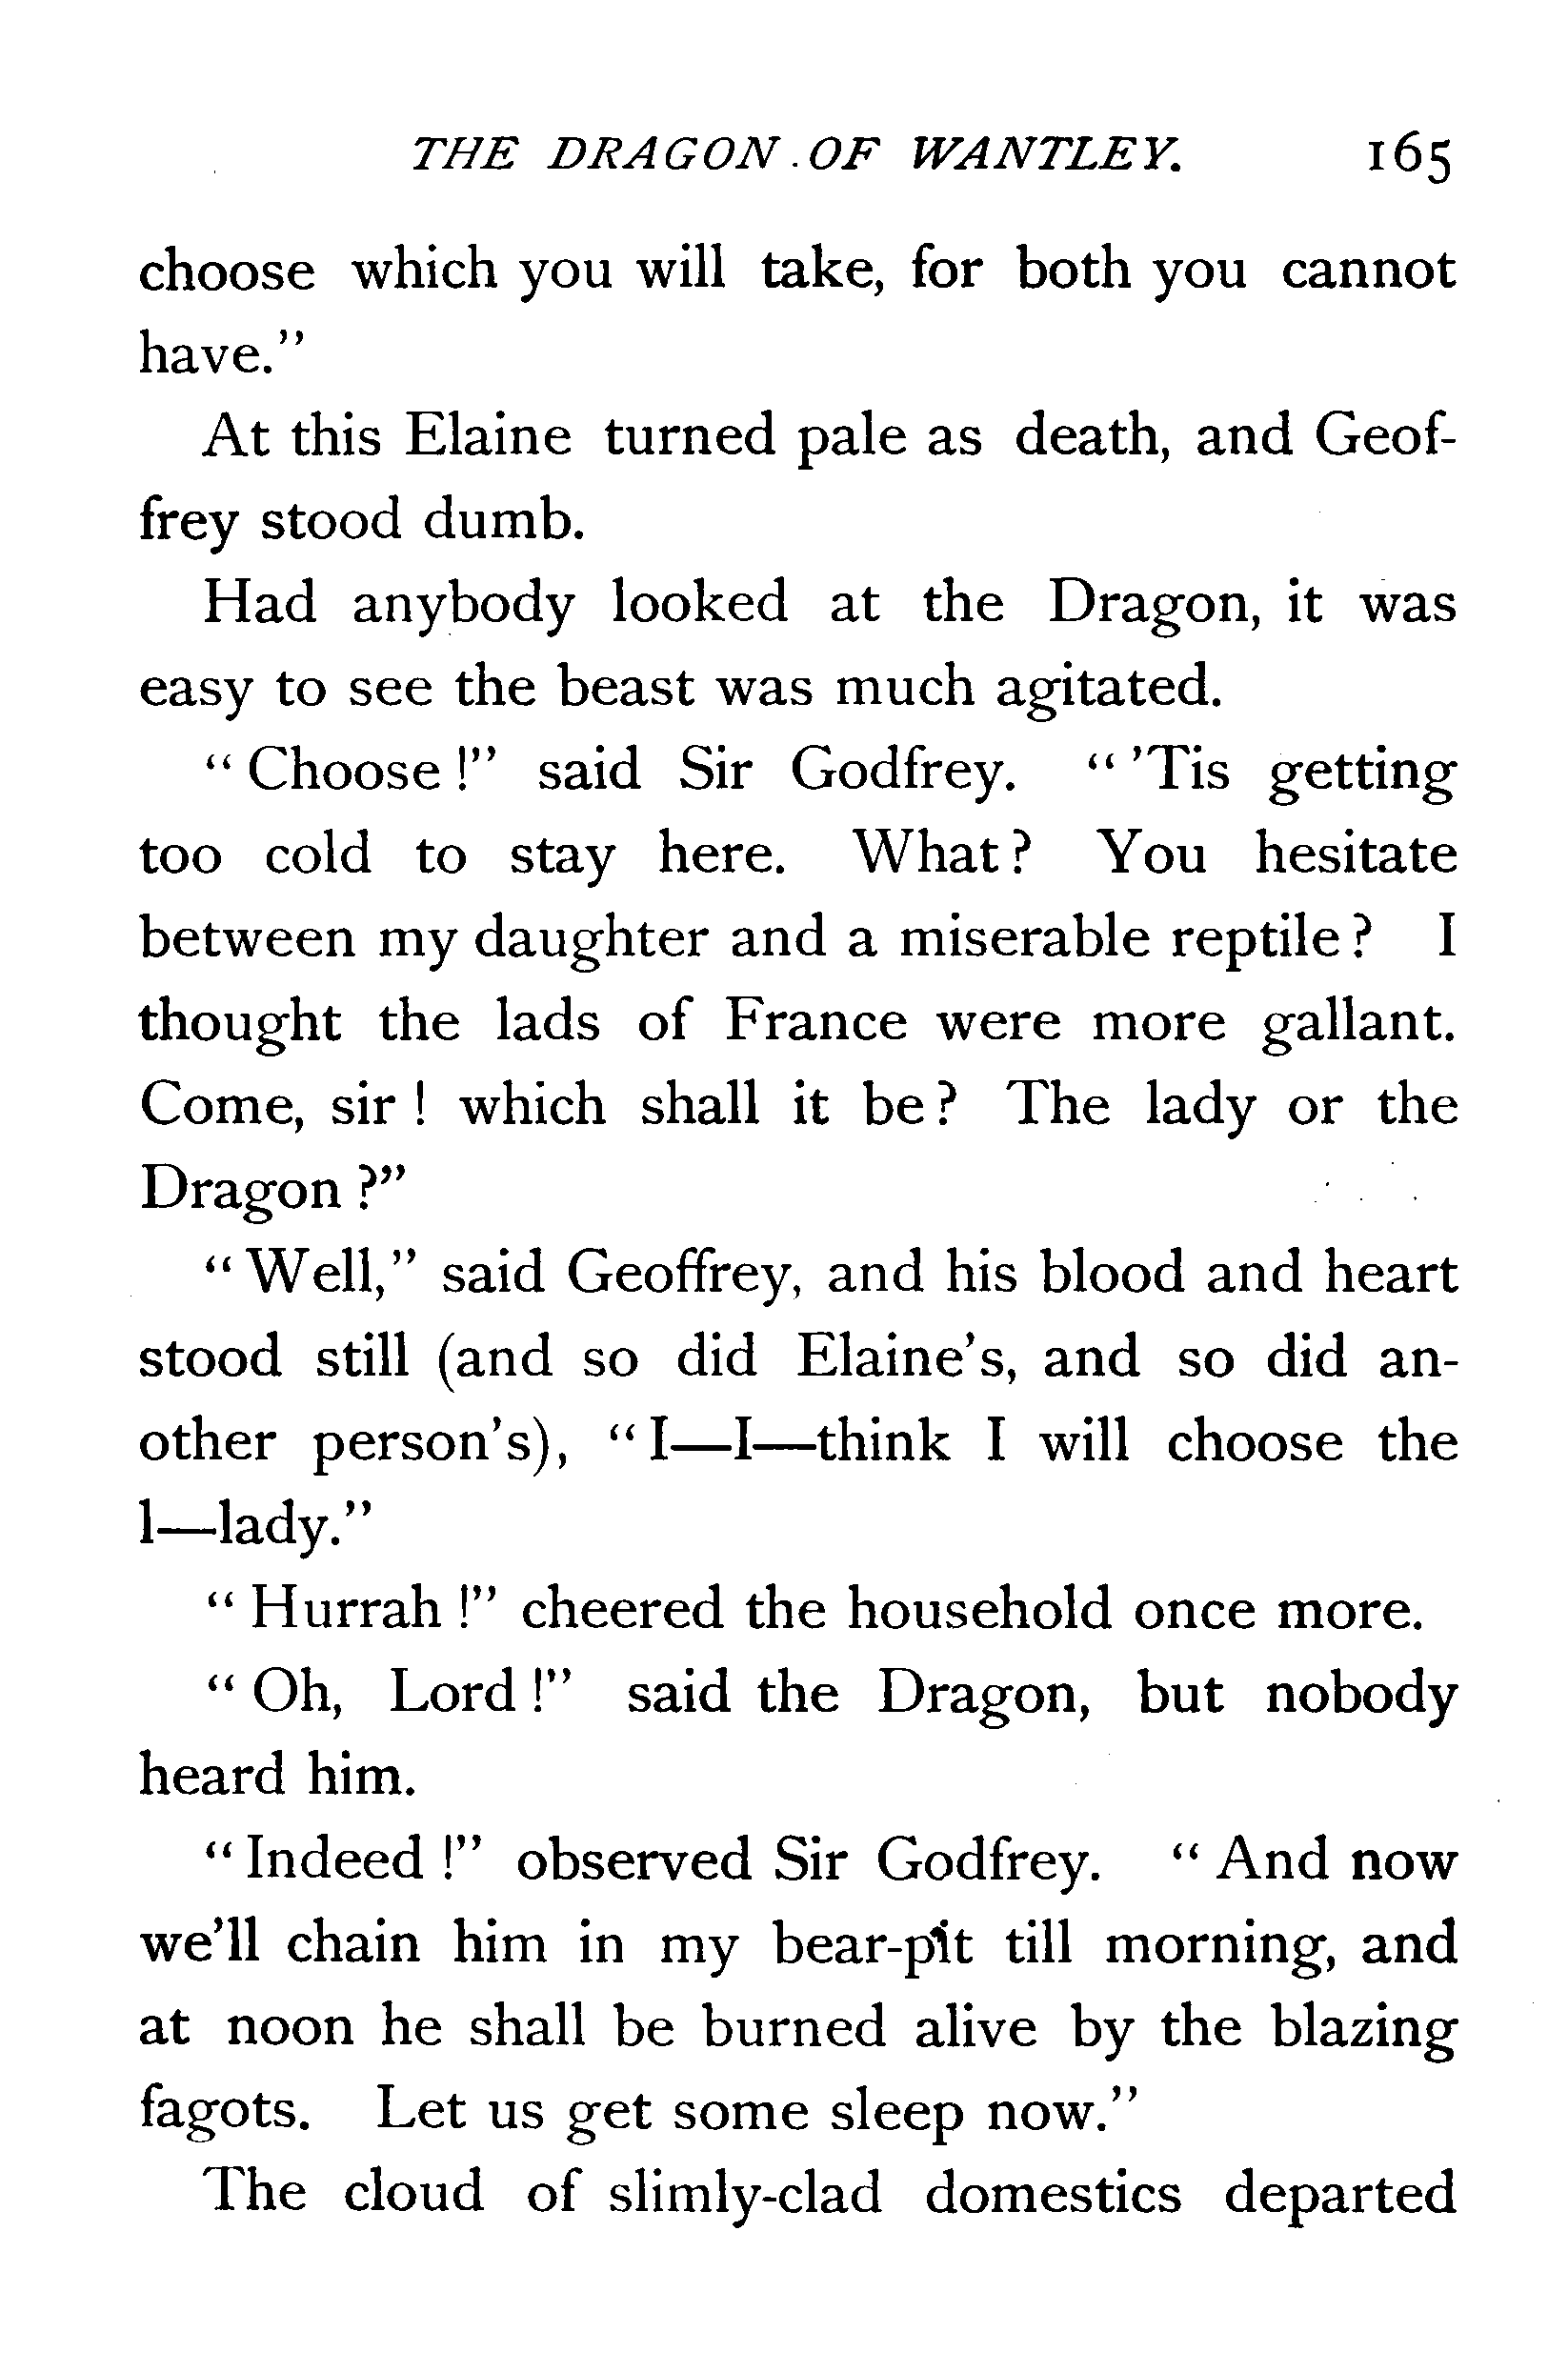 THE DRAGON OF WANTLEY. 165
choose which you will take, for both you cannot
have."
At this Elaine turned pale as death, and Geof-
frey stood dumb.
Had anybody looked at the Dragon, it was
easy to see the beast was much agitated.
"Choose!" said Sir Godfrey. "'Tis getting
too cold to stay here. What? You hesitate
between my daughter and a miserable reptile? I
thought the lads of France were more gallant.
Come, sir! which shall it be? The lady or the
Dragon?"
"Well," said Geoffrey, and his blood and heart
stood still (and so did Elaine's, and so did an-
other person's), "I—I—think I will choose the
l—lady."
"Hurrah!" cheered the household once more.
"Oh, Lord!" said the Dragon, but nobody
heard him.
"Indeed!" observed Sir Godfrey. "And now
we'll chain him in my bear-pit till morning, and
at noon he shall be burned alive by the blazing
fagots. Let us get some sleep now."
The cloud of slimly-clad domestics departed